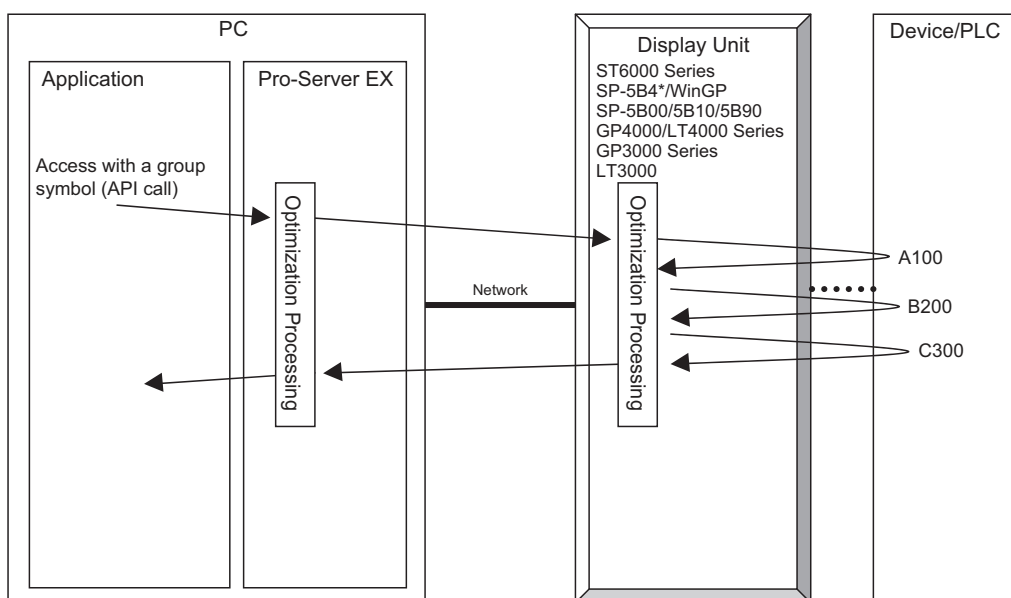 PC
Application
Pro-Server EX
Access with a group
symbol (API call)
Optimization Processing
Network
Display Unit
ST6000 Series
SP-5B4*/WinGP
SP-5B00/5B10/5B90
GP4000/LT4000 Series
GP3000 Series
LT3000
Optimization Processing
Device/PLC
A100
B200
C300